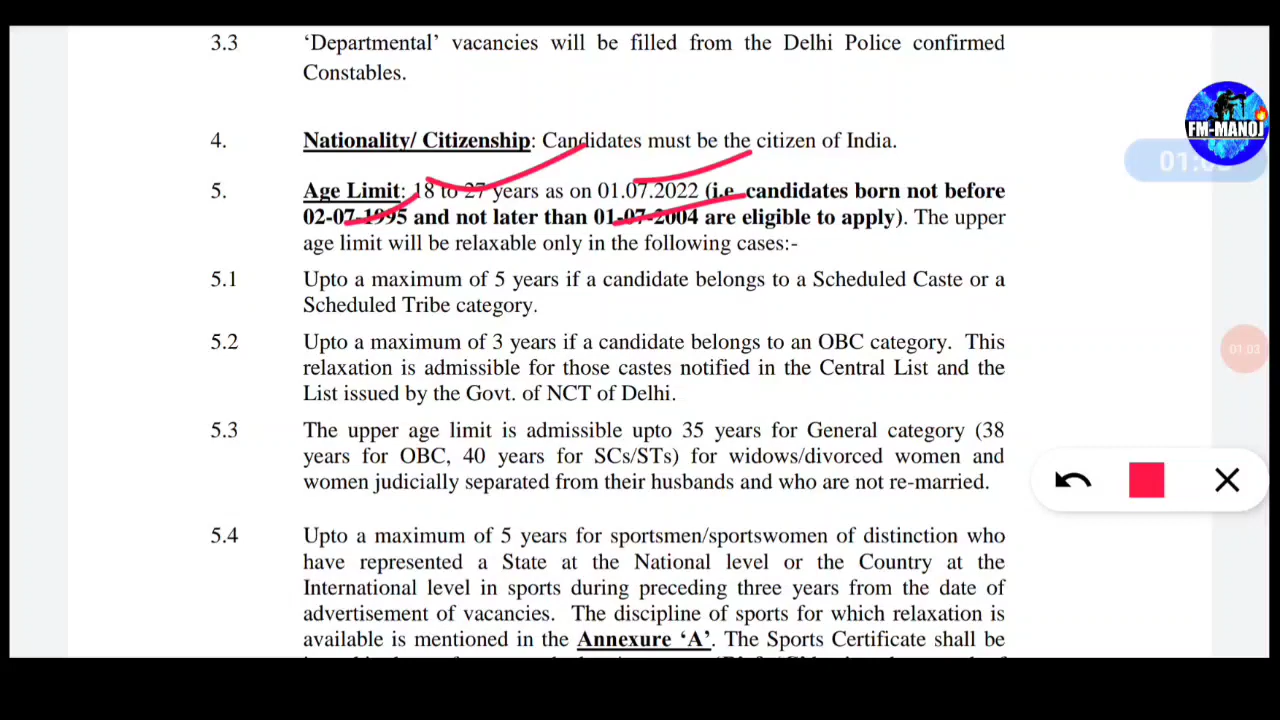 3.3 ‘Departmental’ vacancies will be filled from the Delhi Police confirmed
Constables.
4. Nationality/ Citizenship: Candidates must be the citizen of India.
5. Age Limit: 18 to 27 years as on 01.07.2022 (i.e. candidates born not before
02-07-1995 and not later than 01-07-2004 are eligible to apply). The upper
age limit will be relaxable only in the following cases:-
5.1 Upto a maximum of 5 years if a candidate belongs to a Scheduled Caste or a
Scheduled Tribe category.
5.2 Upto a maximum of 3 years if a candidate belongs to an OBC category. This
relaxation is admissible for those castes notified in the Central List and the
List issued by the Govt. of NCT of Delhi.
5.3 The upper age limit is admissible upto 35 years for General category (38
years for OBC, 40 years for SCs/STs) for widows/divorced women and
women judicially separated from their husbands and who are not re-married.
5.4 Upto a maximum of 5 years for sportsmen/sportswomen of distinction who
have represented a State at the National level or the Country at the
International level in sports during preceding three years from the date of
advertisement of vacancies. The discipline of sports for which relaxation is
available is mentioned in the Annexure ‘A’. The Sports Certificate shall be
FM-MANOJ
01:03